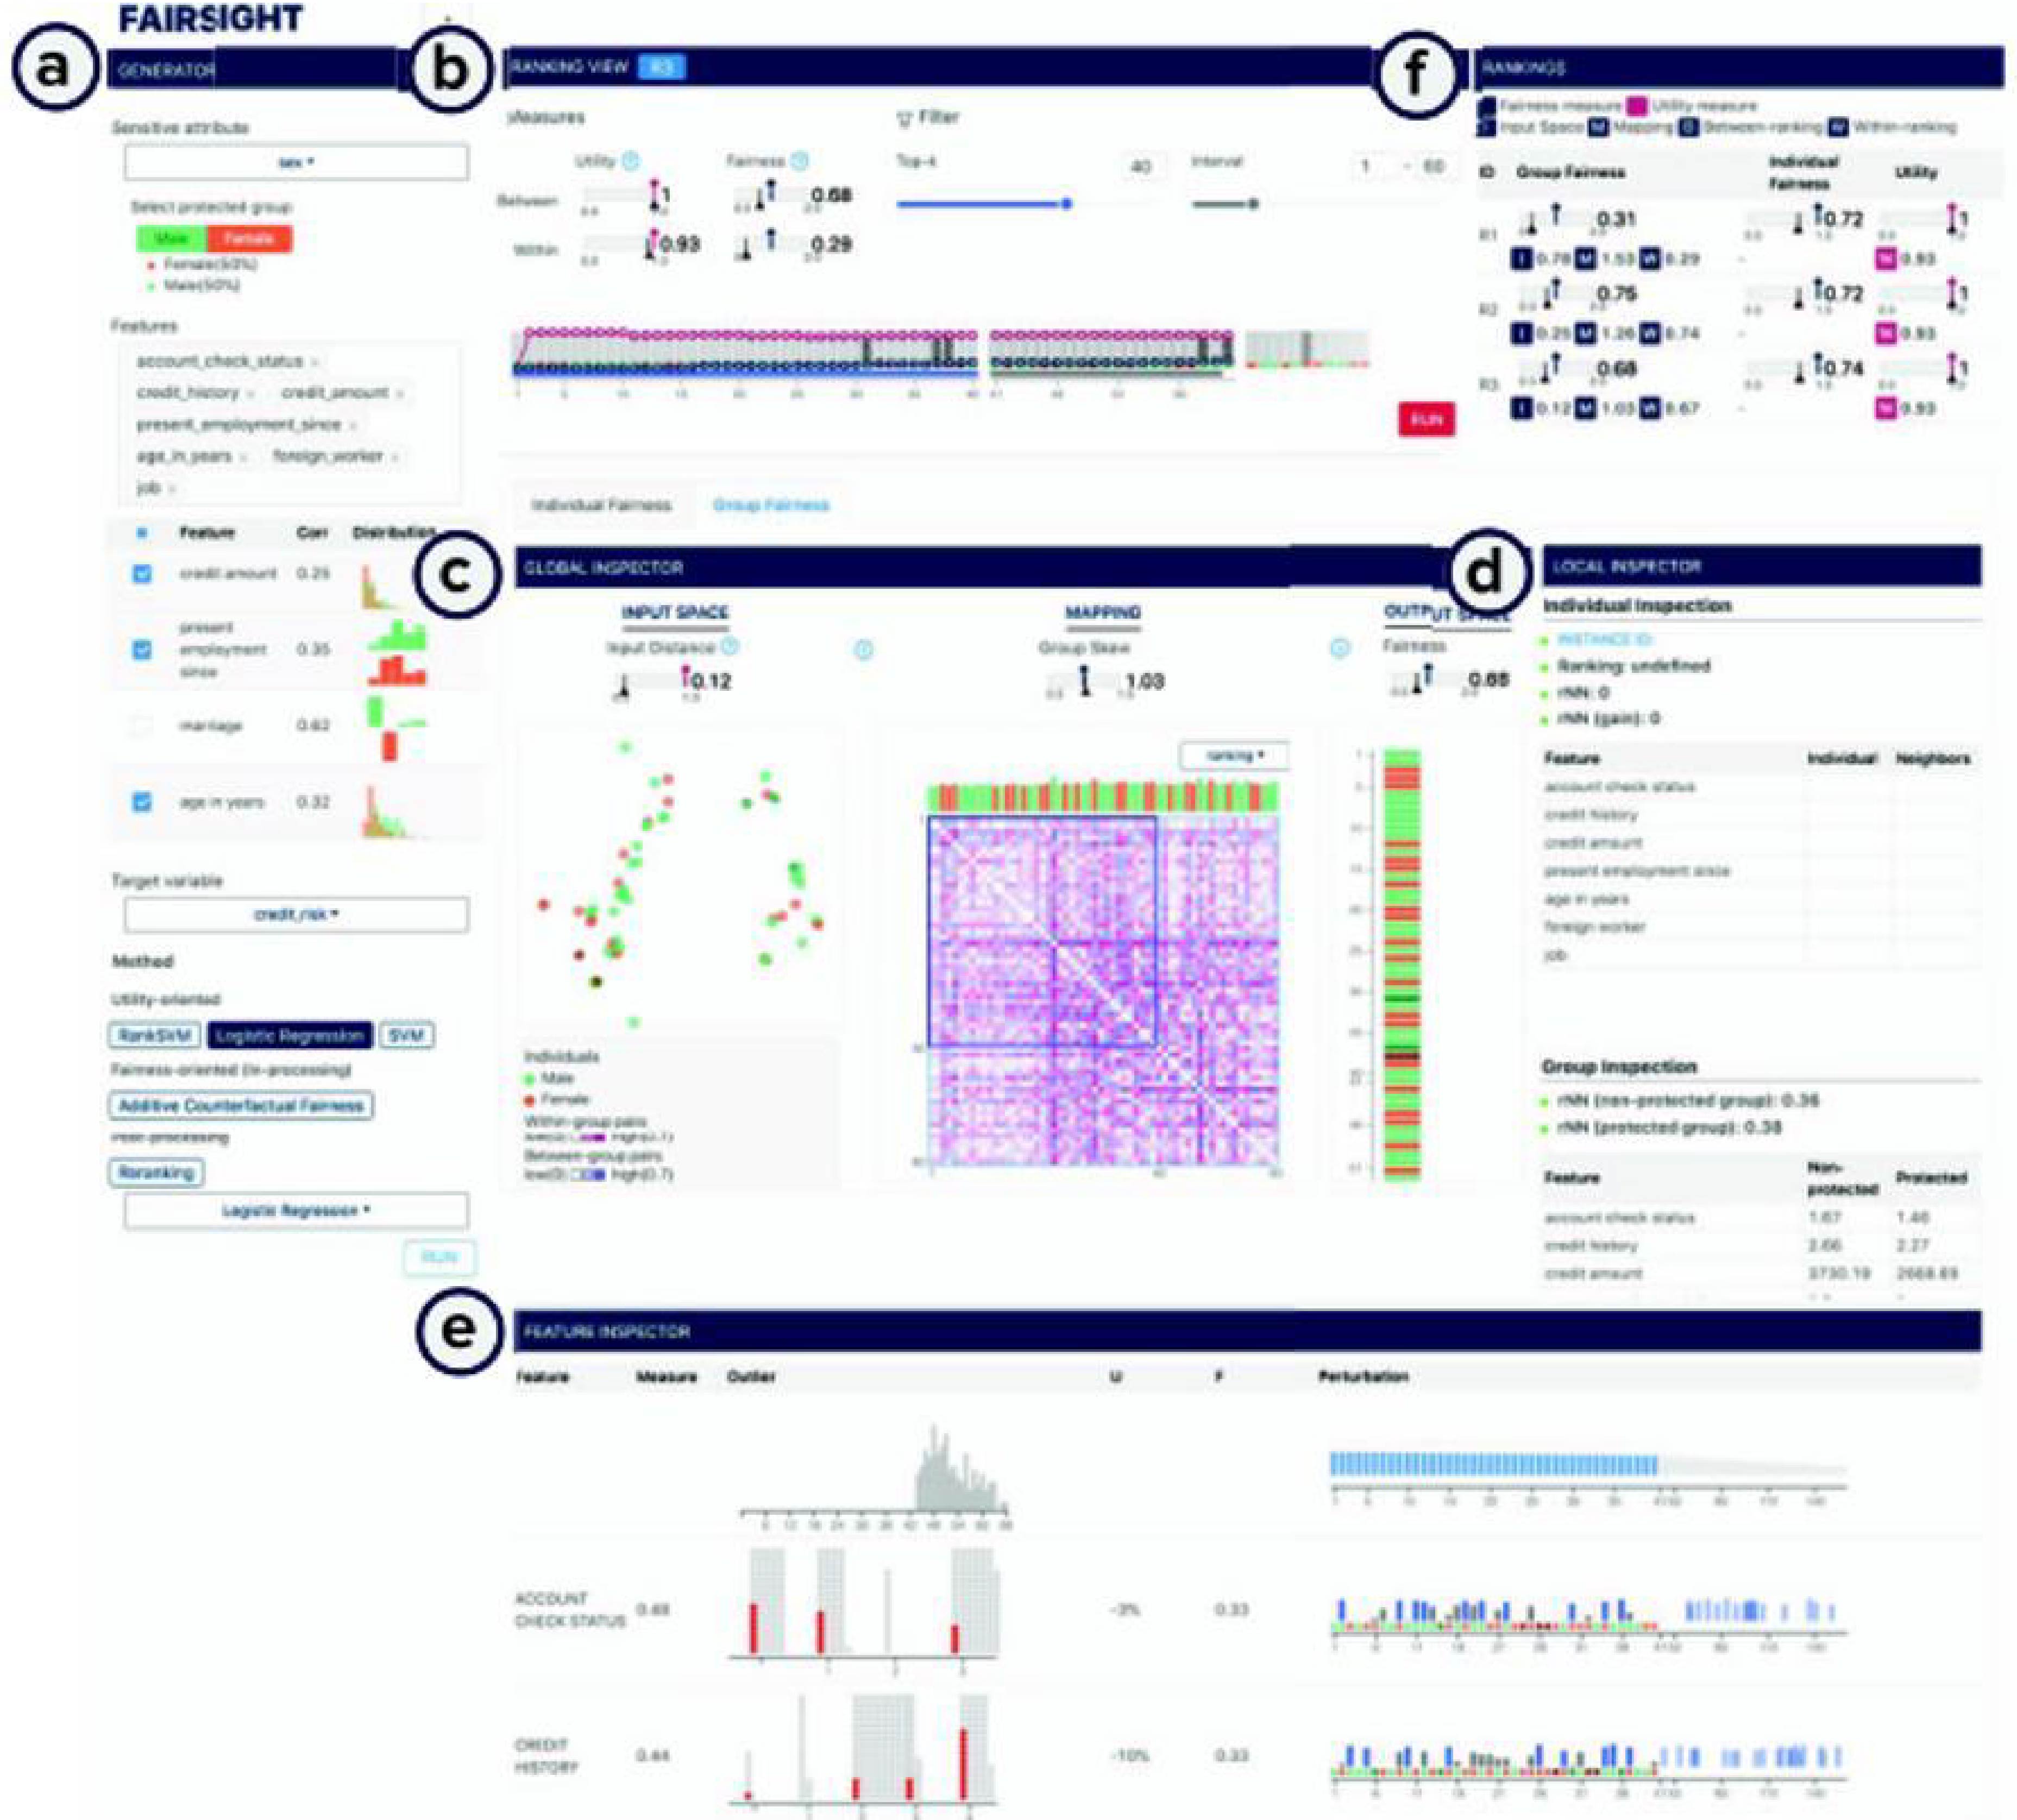 FAIRSIGHT
a
GENERATOR
Sensitive attribute
sex
Select protected group
Male Female
Female(50%)
Male(50%)
Features
account_check_status ×
credit_history × credit_amount ×
present_employment_since ×
age_in_years × foreign_worker ×
job ×
Feature Corr Distribution
credit amount 0.25
present employment since 0.35
marriage 0.62
age in years 0.32
Target variable
credit_risk
Method
Utility-oriented
RankSVM Logistic Regression SVM
Fairness-oriented (In-processing)
Additive Counterfactual Fairness
Post-processing
Reranking
Logistic Regression
RUN
b
RANKING VIEW R3
Measures
Filter
Utility Fairness
Top-k 40 Interval 1 - 60
Between 1 0.68
Within 0.93 0.29
RUN
f
RANKINGS
Fairness measure Utility measure
Input Space M Mapping Between-ranking W Within-ranking
ID Group Fairness Individual Fairness Utility
R1 0.31 0.72 1
I 0.78 M 1.53 W 0.29 - 0.93
R2 0.75 0.72 1
I 0.25 M 1.26 W 0.74 - 0.93
R3 0.68 0.74 1
I 0.12 M 1.03 W 0.67 - 0.93
Individual Fairness Group Fairness
c
GLOBAL INSPECTOR
INPUT SPACE MAPPING OUTPUT SPACE
Input Distance Group Skew Fairness
0.12 1.03 0.68
ranking
Individuals
Male
Female
Within-group pairs
Between-group pairs
low(0) high(0.7)
d
LOCAL INSPECTOR
Individual Inspection
INSTANCE ID:
Ranking: undefined
rNN: 0
rNN (gain): 0
Feature Individual Neighbors
account check status
credit history
credit amount
present employment since
age in years
foreign worker
job
Group Inspection
rNN (non-protected group): 0.36
rNN (protected group): 0.38
Feature Non-protected Protected
account check status 1.67 1.46
credit history 2.66 2.27
credit amount 3730.19 2668.69
e
FEATURE INSPECTOR
Feature Measure Outlier U F Perturbation
ACCOUNT CHECK STATUS -3% 0.33
CREDIT HISTORY 0.44 -10% 0.33